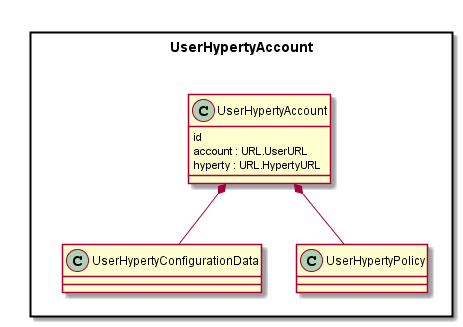 UserHypertyAccount
C UserHypertyAccount
id
account : URL.UserURL
hyperty : URL.HypertyURL
C UserHypertyConfigurationData
C UserHypertyPolicy